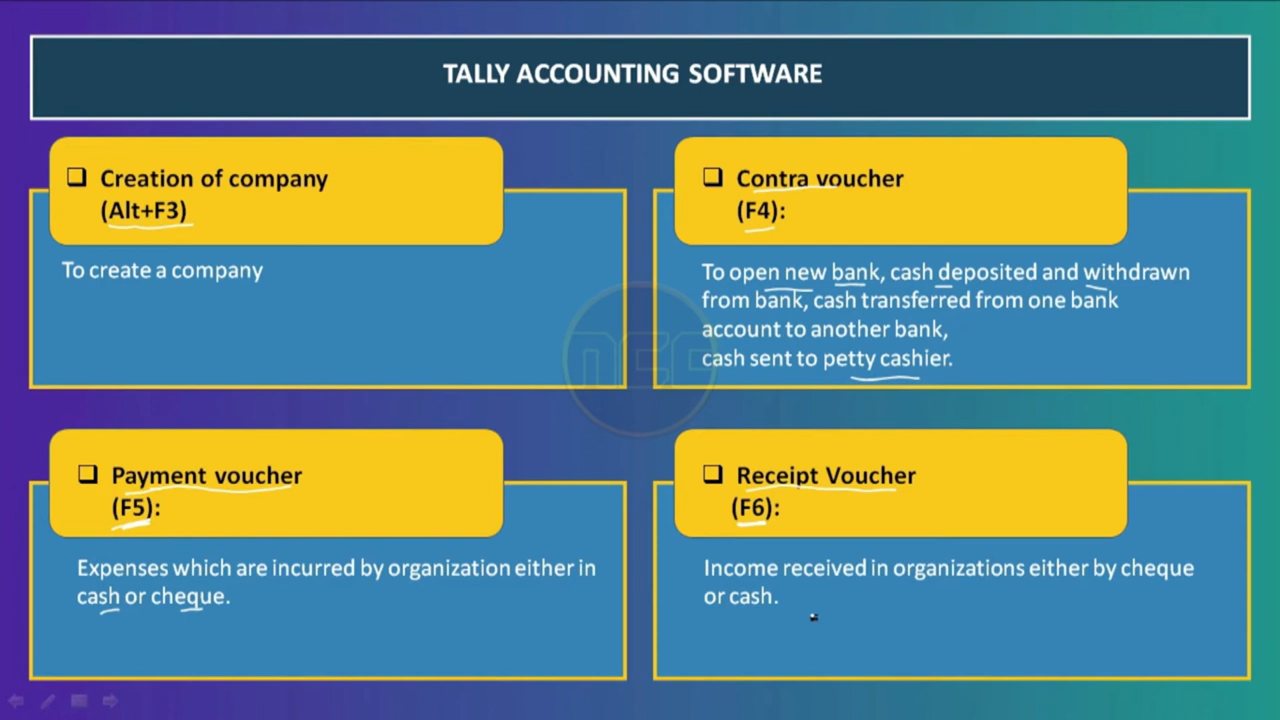 TALLY ACCOUNTING SOFTWARE
❑ Creation of company
(Alt+F3)
To create a company
❑ Contra voucher
(F4):
To open new bank, cash deposited and withdrawn
from bank, cash transferred from one bank
account to another bank,
cash sent to petty cashier.
❑ Payment voucher
(F5):
Expenses which are incurred by organization either in
cash or cheque.
❑ Receipt Voucher
(F6):
Income received in organizations either by cheque
or cash.